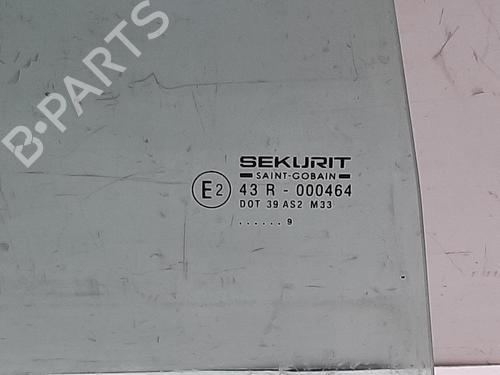 B-PARTS
SEKURIT
SAINT-GOBAIN
E2 43 R - 000464
DOT 39 AS2 M33
......9